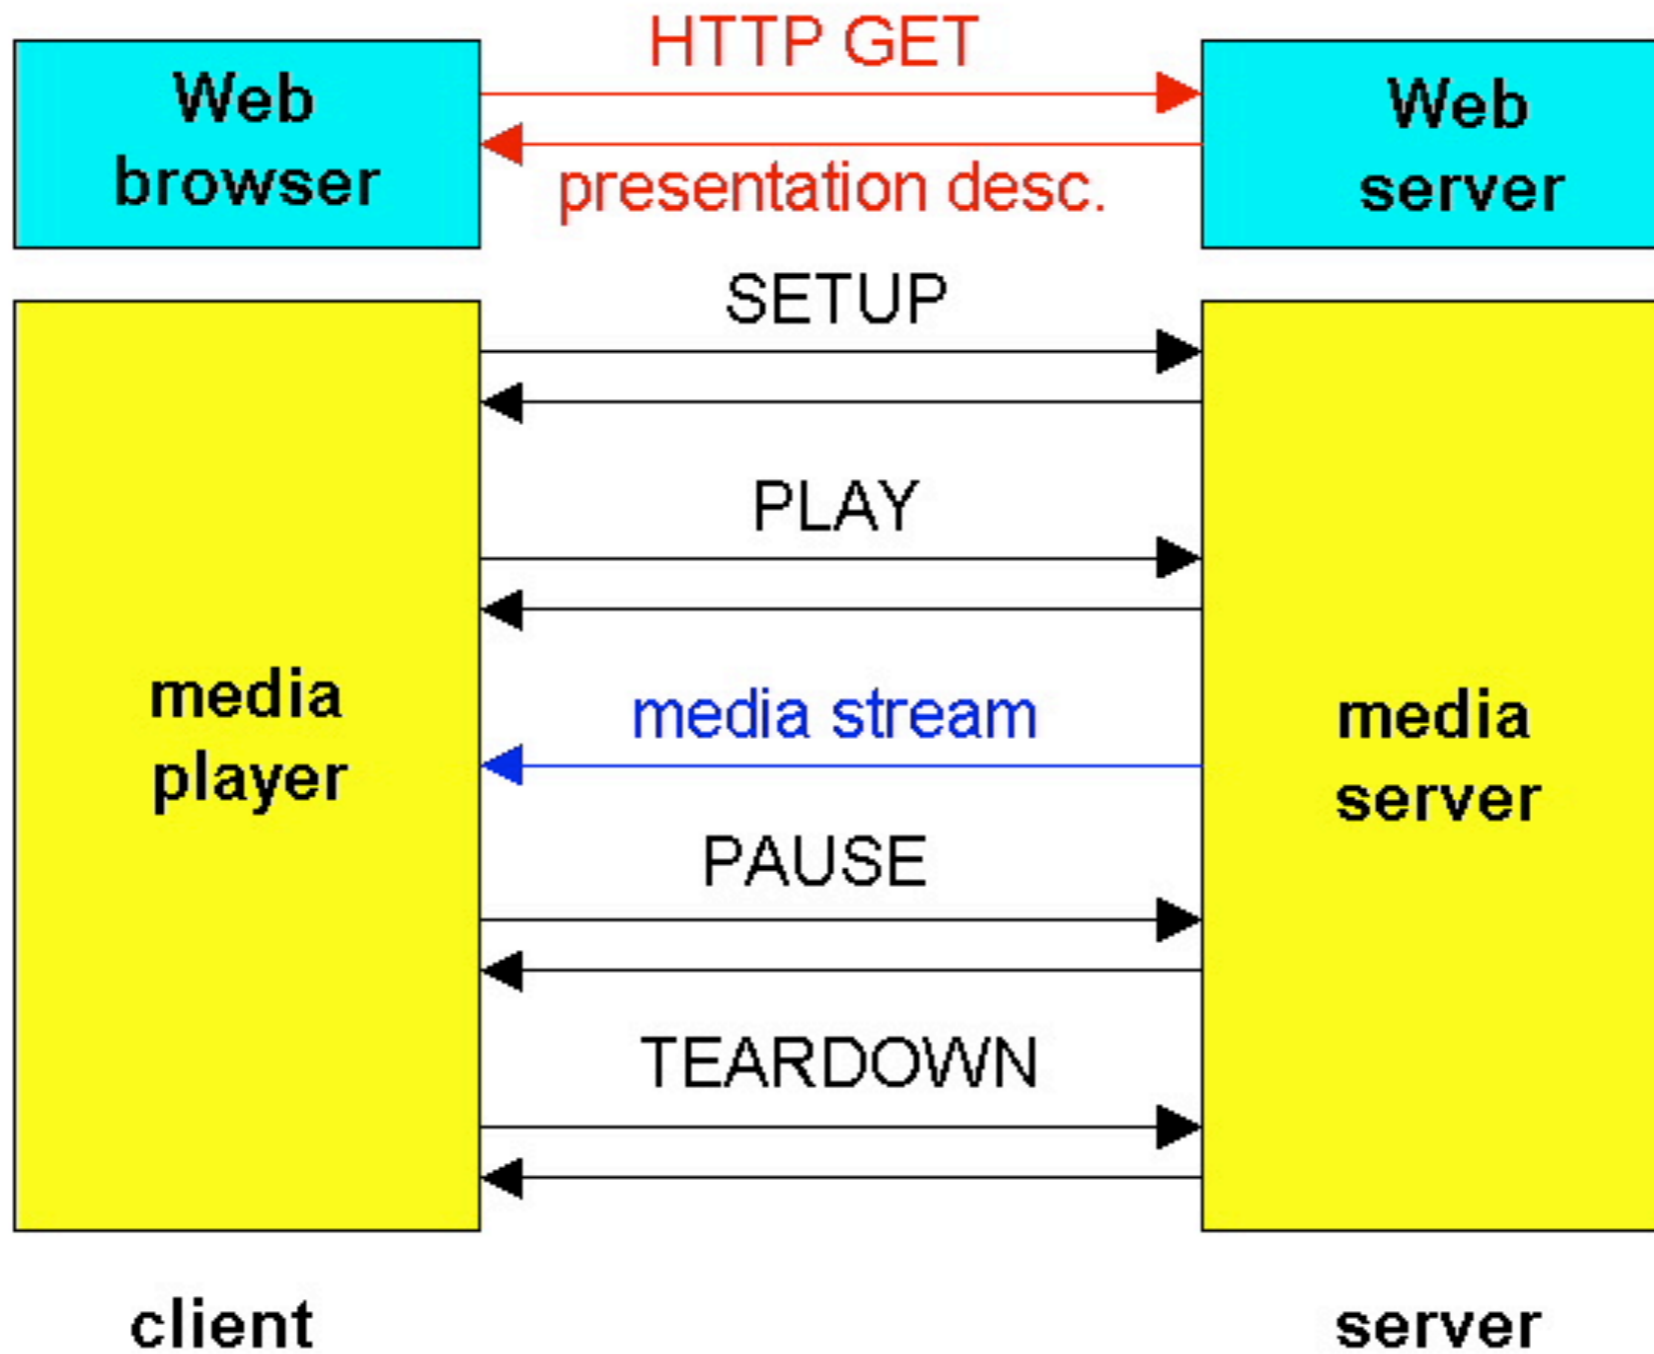 HTTP GET
Web
browser
Web
server
presentation desc.
SETUP
PLAY
media
player
media stream
media
server
PAUSE
TEARDOWN
client
server